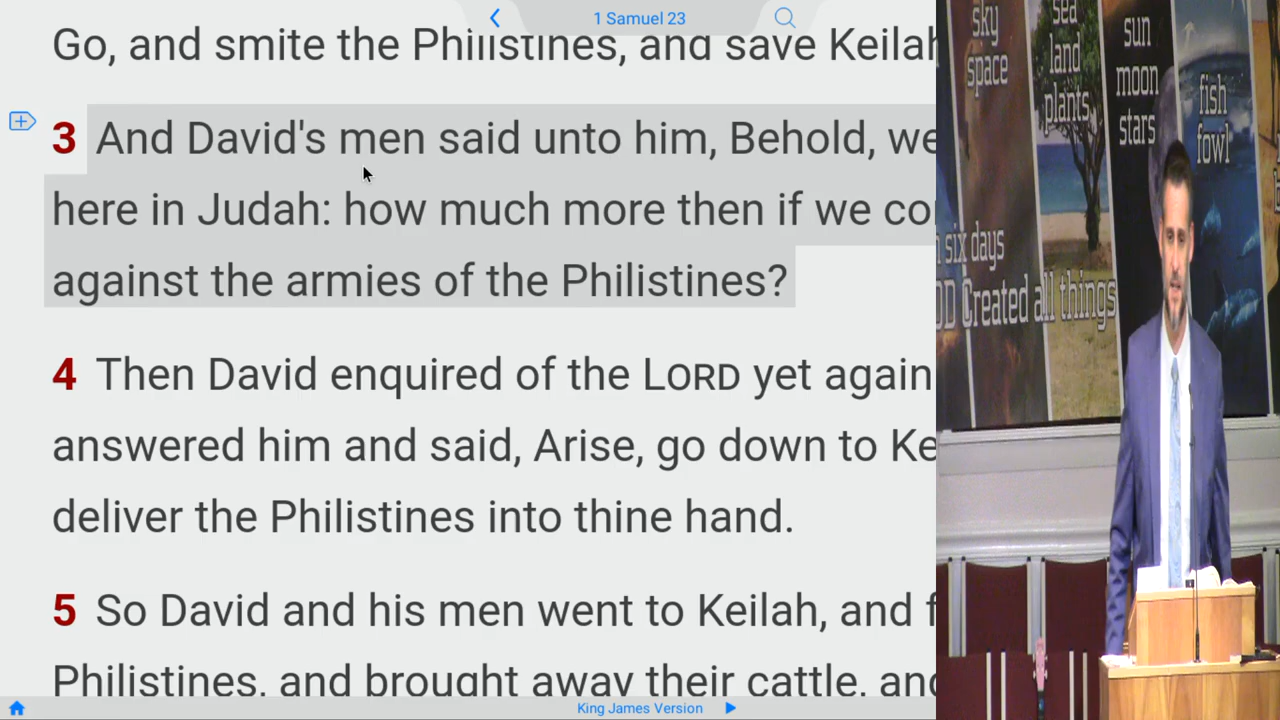 1 Samuel 23
Go, and smite the Philistines, and save Keilah
3 And David's men said unto him, Behold, we
here in Judah: how much more then if we co
against the armies of the Philistines?
4 Then David enquired of the LORD yet again
answered him and said, Arise, go down to Ke
deliver the Philistines into thine hand.
5 So David and his men went to Keilah, and f
Philistines, and brought away their cattle, and
King James Version
sky
space
sea
land
plants
sun
moon
stars
fish
fowl
six days
Created all things